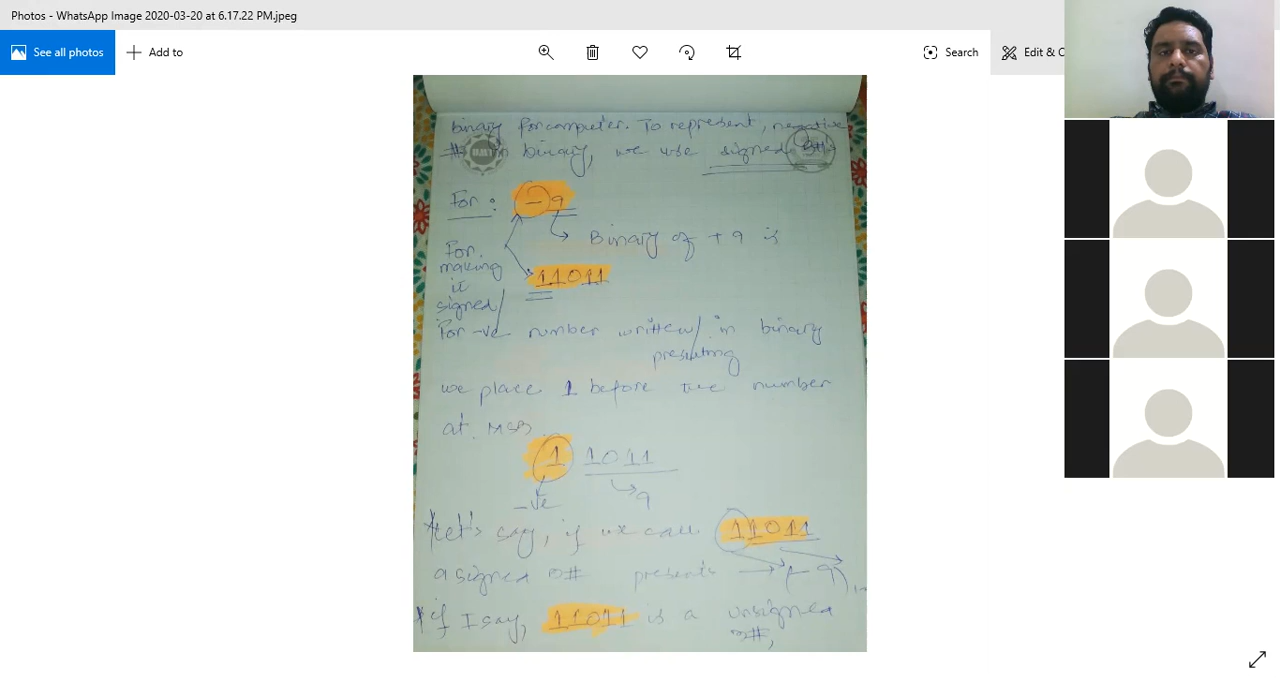 Photos - WhatsApp Image 2020-03-20 at 6.17.22 PM.jpeg
See all photos
Add to
Search
Edit & C
binary for computer. To represent, negative
# in binary, we use signed B#'s
For : -9
Binary of +9 is
For
making
it
signed/
11011
For -ve number written/ in binary
presenting
we place 1 before the number
at MSB.
1 1011
-ve
9
*Let's say, if we call 11011
a signed B# presents → (-9)
*if I say, 11011 is a unsigned
B#,